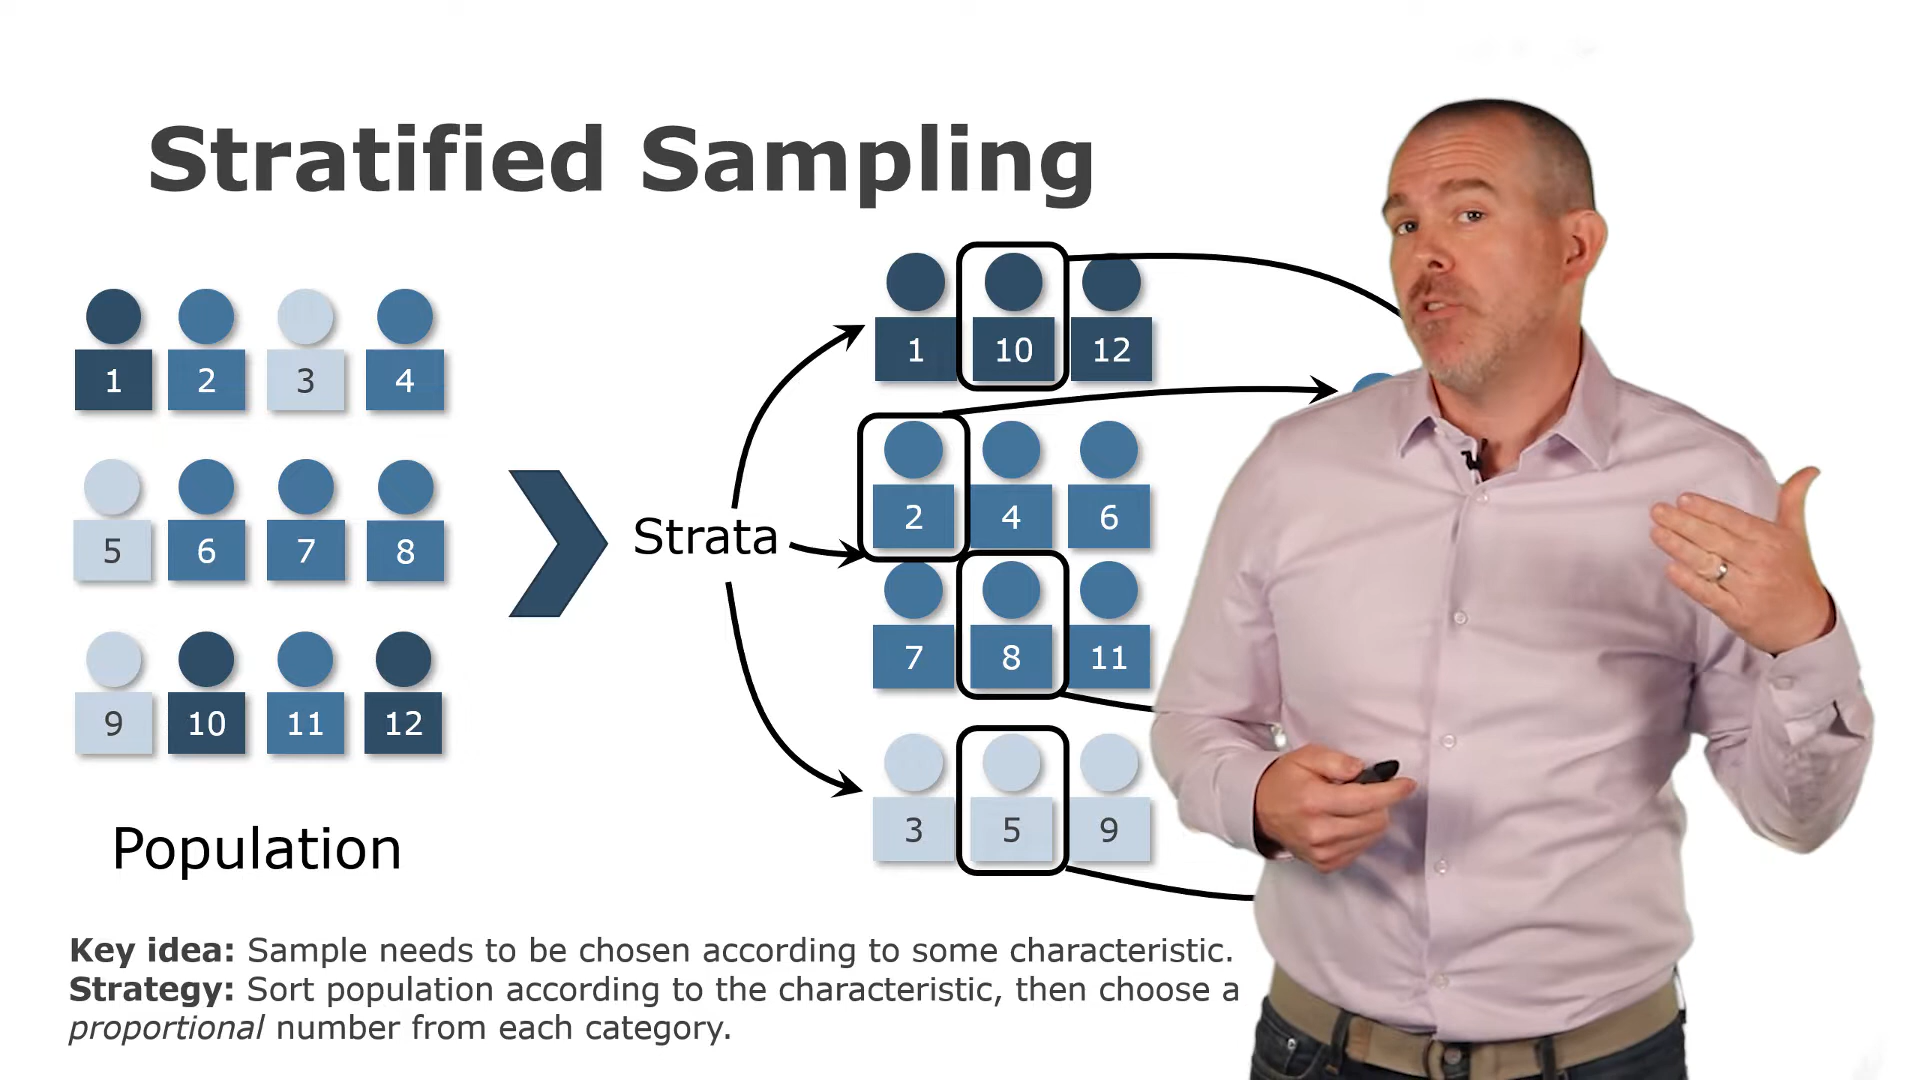 Stratified Sampling
1 2 3 4
5 6 7 8
9 10 11 12
Population
Strata
1 10 12
2 4 6
7 8 11
3 5 9
Key idea: Sample needs to be chosen according to some characteristic.
Strategy: Sort population according to the characteristic, then choose a
proportional number from each category.